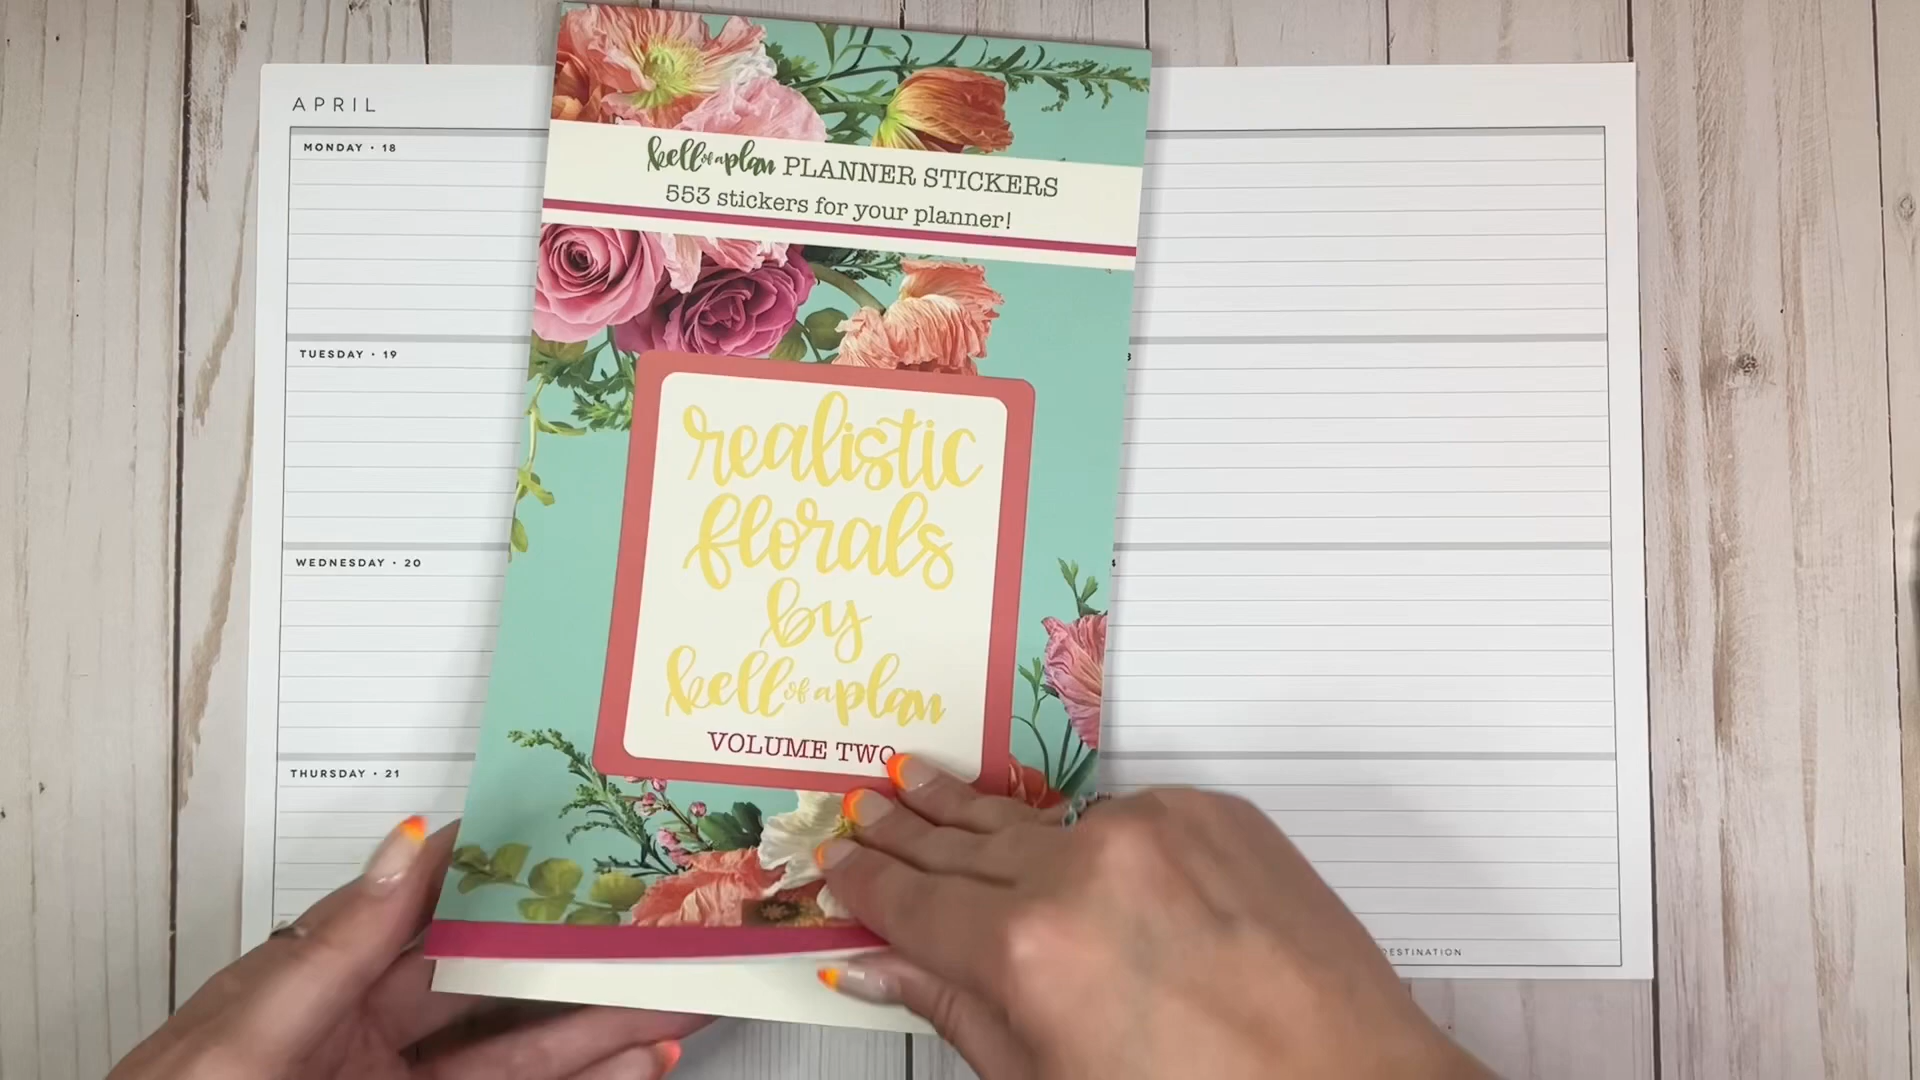 APRIL
MONDAY • 18
TUESDAY • 19
WEDNESDAY • 20
THURSDAY • 21
kell of a plan PLANNER STICKERS
553 stickers for your planner!
realistic
florals
by
kell of a plan
VOLUME TWO
DESTINATION